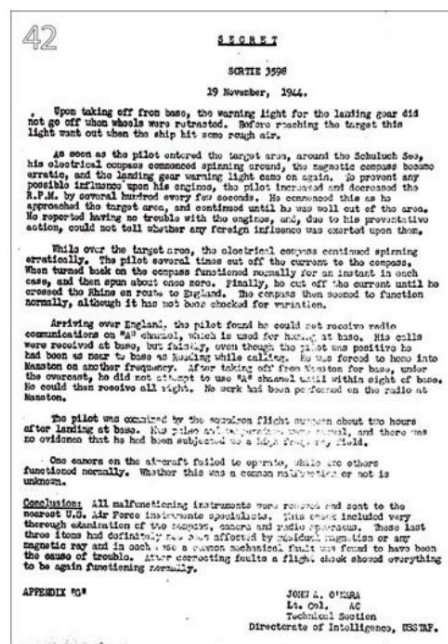 42
SECRET
SORTIE 3598
19 November, 1944.
Upon taking off from base, the warning light for the landing gear did
not go off when wheels were retracted. Before reaching the target this
light went out when the ship hit some rough air.
As soon as the pilot entered the target area, around the Schuluch Sea,
his electrical compass commenced spinning around, the magnetic compass became
erratic, and the landing gear warning light came on again. To prevent any
possible influence upon his engines, the pilot increased and decreased the
R.P.M. by several hundred every few seconds. He commenced this as he
approached the target area, and continued until he was well out of the area.
He reported having no trouble with the engines, and, due to his preventative
action, could not tell whether any foreign influence was exerted upon them.
While over the target area, the electrical compass continued spinning
erratically. The pilot several times cut off the current to the compass.
When turned back on the compass functioned normally for an instant in each
case, and then spun about once more. Finally, he cut off the current until he
crossed the Rhine en route to England. The compass then seemed to function
normally, although it has not been checked for variation.
Arriving over England, the pilot found he could not receive radio
communications on "A" channel, which is used for homing at base. His calls
were received at base, but faintly, even though the pilot was positive he
had been as near to base as Reading while calling. He was forced to home into
Manston on another frequency. After taking off from Manston for base, under
the overcast, he did not attempt to use "A" channel until within sight of base.
He could then receive all right. No work had been performed on the radio at
Manston.
The pilot was examined by the squadron flight surgeon about two hours
after landing at base. His pulse and temperature were normal, and there was
no evidence that he had been subjected to a high frequency field.
One camera on the aircraft failed to operate, while the others
functioned normally. Whether this was a common malfunction or not is
unknown.
Conclusion: All malfunctioning instruments were removed and sent to the
nearest U.S. Air Force instruments specialists. This check included very
thorough examination of the compass, camera and radio apparatus. These last
three items had definitely not been affected by residual magnetism or any
magnetic ray and in each case a common mechanical fault was found to have been
the cause of trouble. After correcting faults a flight check showed everything
to be again functioning normally.
APPENDIX "G"
JOHN A. O'MARA
Lt. Col. AC
Technical Section
Directorate of Intelligence, USSTAF.